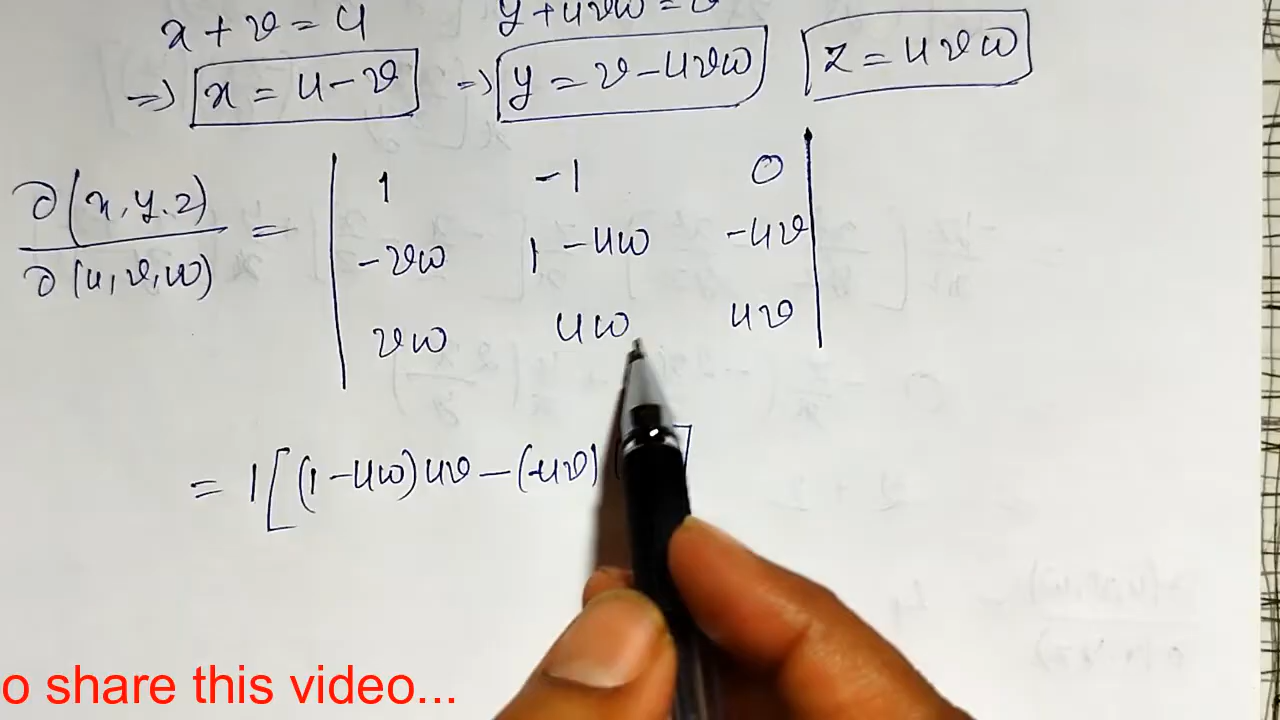 x + v = u y + uvw = v
⇒ x = u - v ⇒ y = v - uvw z = uvw
∂(x, y, z) / ∂(u, v, w) = | 1 -1 0 |
| -vw 1 - uw -uv |
| vw uw uv |
= 1 [ (1 - uw) uv - (-uv) ]
o share this video...